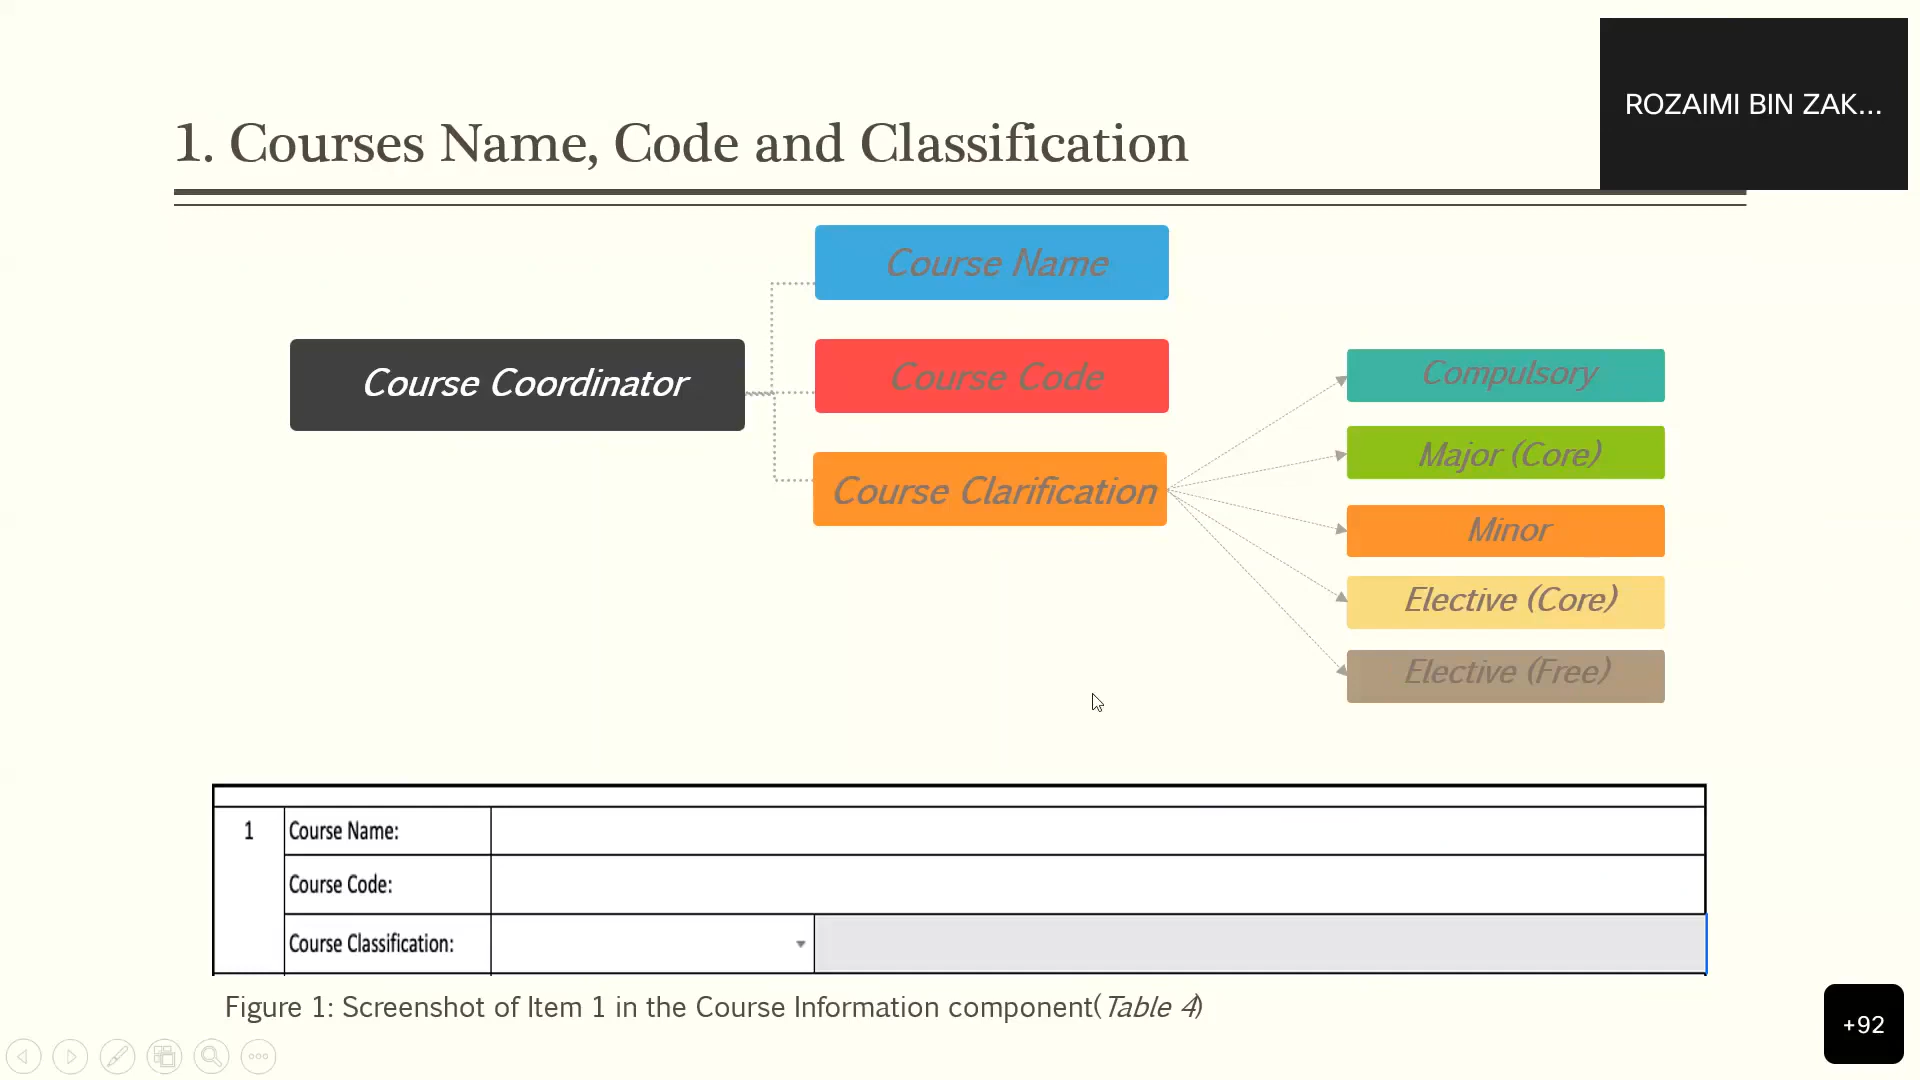 ROZAIMI BIN ZAK...
1. Courses Name, Code and Classification
Course Name
Course Coordinator
Course Code
Course Clarification
Compulsory
Major (Core)
Minor
Elective (Core)
Elective (Free)
1
Course Name:
Course Code:
Course Classification:
Figure 1: Screenshot of Item 1 in the Course Information component(Table 4)
+92